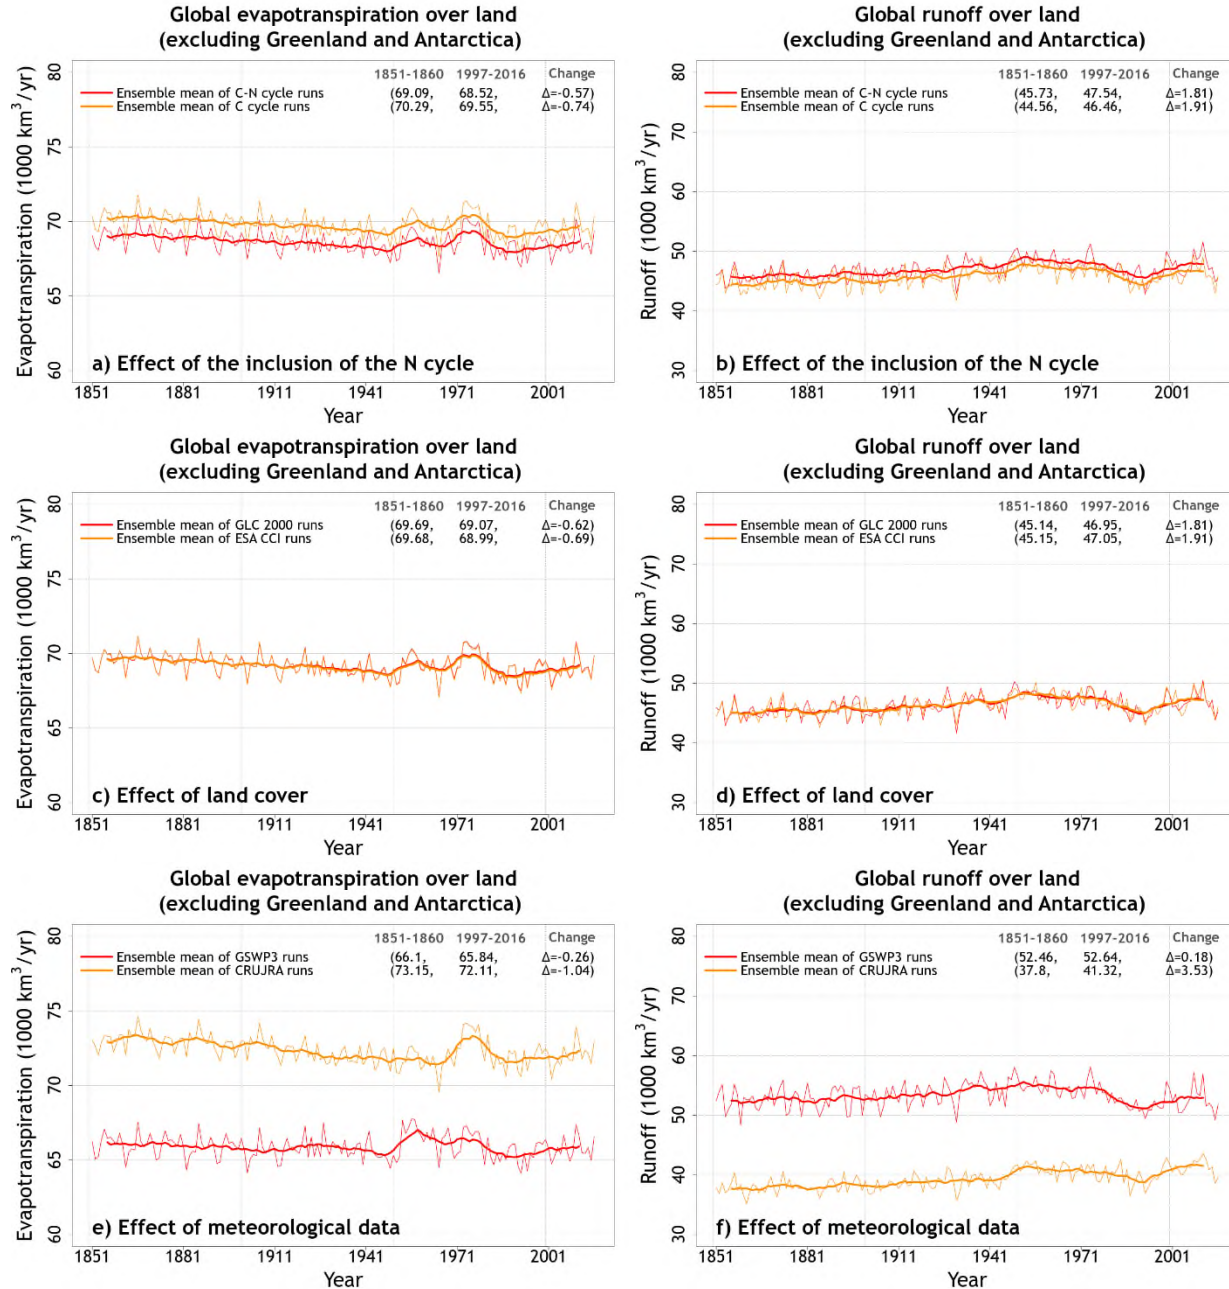 Global evapotranspiration over land
(excluding Greenland and Antarctica)
Evapotranspiration (1000 km³/yr)
80
75
70
65
60
1851-1860 1997-2016 Change
Ensemble mean of C-N cycle runs (69.09, 68.52, Δ=-0.57)
Ensemble mean of C cycle runs (70.29, 69.55, Δ=-0.74)
a) Effect of the inclusion of the N cycle
1851 1881 1911 1941 1971 2001
Year
Global runoff over land
(excluding Greenland and Antarctica)
Runoff (1000 km³/yr)
80
70
60
50
40
30
1851-1860 1997-2016 Change
Ensemble mean of C-N cycle runs (45.73, 47.54, Δ=1.81)
Ensemble mean of C cycle runs (44.56, 46.46, Δ=1.91)
b) Effect of the inclusion of the N cycle
1851 1881 1911 1941 1971 2001
Year
Global evapotranspiration over land
(excluding Greenland and Antarctica)
Evapotranspiration (1000 km³/yr)
80
75
70
65
60
1851-1860 1997-2016 Change
Ensemble mean of GLC 2000 runs (69.69, 69.07, Δ=-0.62)
Ensemble mean of ESA CCI runs (69.68, 68.99, Δ=-0.69)
c) Effect of land cover
1851 1881 1911 1941 1971 2001
Year
Global runoff over land
(excluding Greenland and Antarctica)
Runoff (1000 km³/yr)
80
70
60
50
40
30
1851-1860 1997-2016 Change
Ensemble mean of GLC 2000 runs (45.14, 46.95, Δ=1.81)
Ensemble mean of ESA CCI runs (45.15, 47.05, Δ=1.91)
d) Effect of land cover
1851 1881 1911 1941 1971 2001
Year
Global evapotranspiration over land
(excluding Greenland and Antarctica)
Evapotranspiration (1000 km³/yr)
80
75
70
65
60
1851-1860 1997-2016 Change
Ensemble mean of GSWP3 runs (66.1, 65.84, Δ=-0.26)
Ensemble mean of CRUJRA runs (73.15, 72.11, Δ=-1.04)
e) Effect of meteorological data
1851 1881 1911 1941 1971 2001
Year
Global runoff over land
(excluding Greenland and Antarctica)
Runoff (1000 km³/yr)
80
70
60
50
40
30
1851-1860 1997-2016 Change
Ensemble mean of GSWP3 runs (52.46, 52.64, Δ=0.18)
Ensemble mean of CRUJRA runs (37.8, 41.32, Δ=3.53)
f) Effect of meteorological data
1851 1881 1911 1941 1971 2001
Year